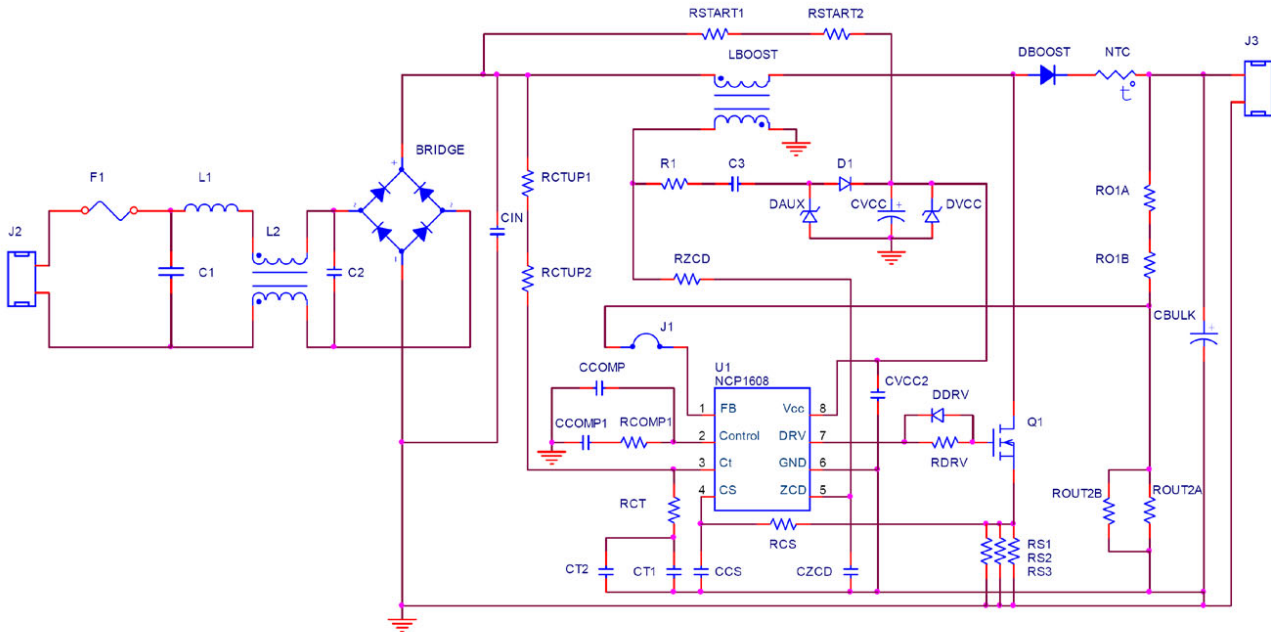 RSTART1
RSTART2
LBOOST
DBOOST
NTC
J3
t°
BRIDGE
+
~
~
-
F1
L1
R1
C3
D1
RCTUP1
DAUX
CVCC
+
DVCC
RO1A
CIN
J2
L2
C1
C2
RCTUP2
RZCD
RO1B
J1
CBULK
+
U1
NCP1608
CCOMP
CVCC2
DDRV
1
FB
Vcc
8
Q1
CCOMP1
RCOMP1
2
Control
DRV
7
RDRV
3
Ct
GND
6
4
CS
ZCD
5
RCT
ROUT2B
ROUT2A
RCS
RS1
RS2
RS3
CT2
CT1
CCS
CZCD